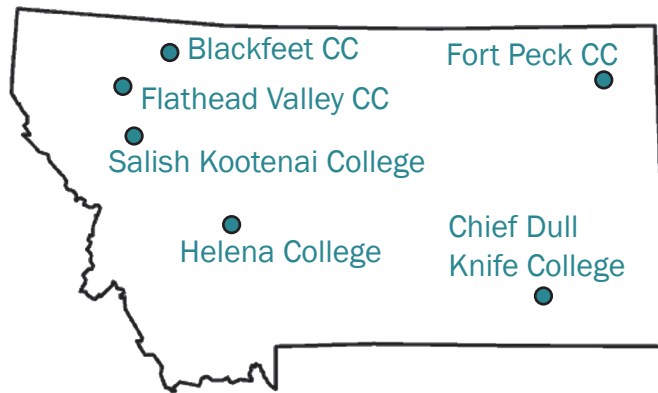 Blackfeet CC
Fort Peck CC
Flathead Valley CC
Salish Kootenai College
Helena College
Chief Dull
Knife College